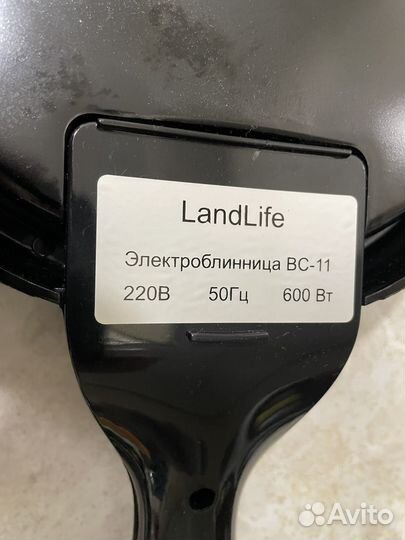 LandLife
Электроблинница ВС-11
220В 50Гц 600 Вт
Avito